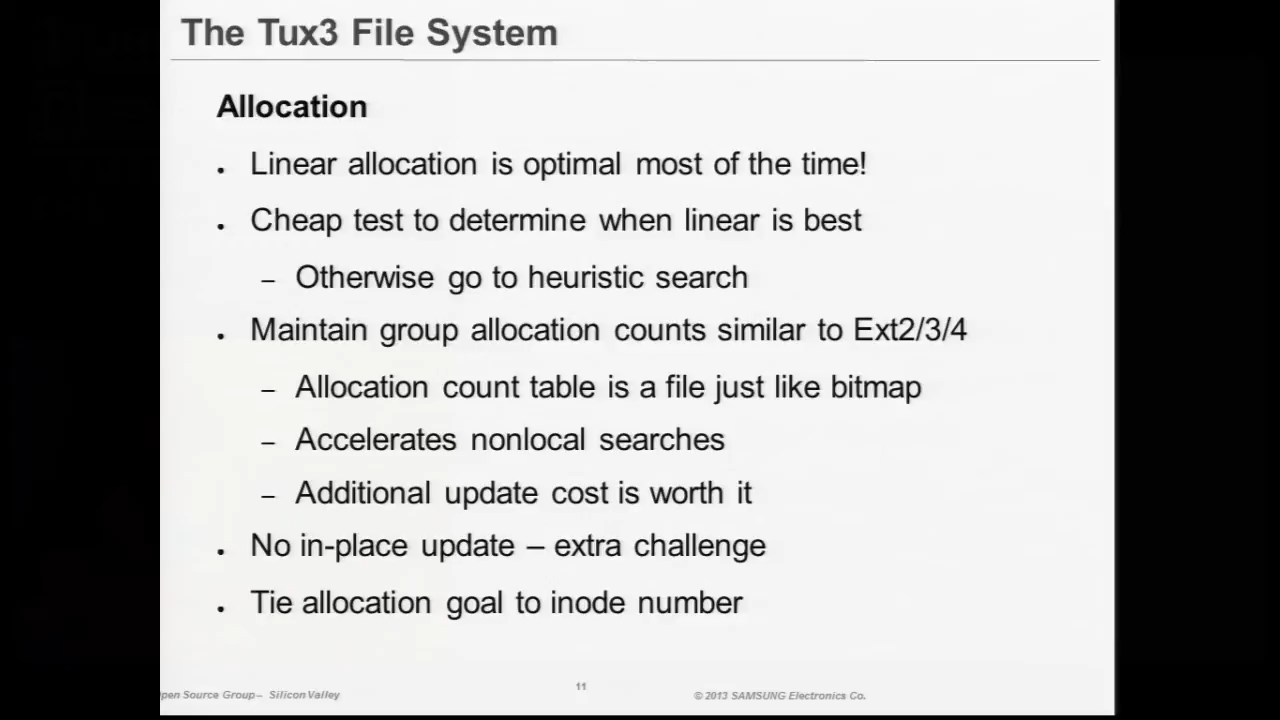 The Tux3 File System
Allocation
. Linear allocation is optimal most of the time!
. Cheap test to determine when linear is best
– Otherwise go to heuristic search
. Maintain group allocation counts similar to Ext2/3/4
– Allocation count table is a file just like bitmap
– Accelerates nonlocal searches
– Additional update cost is worth it
. No in-place update – extra challenge
. Tie allocation goal to inode number
pen Source Group– Silicon Valley
11
© 2013 SAMSUNG Electronics Co.